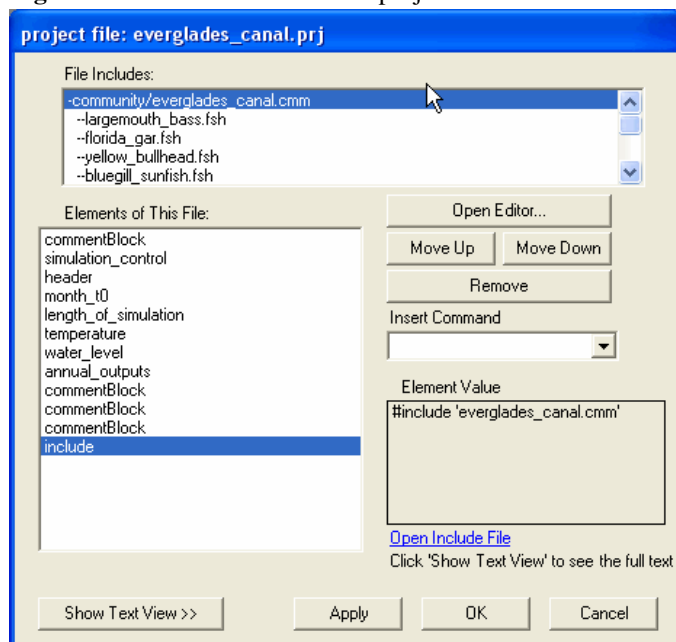 project file: everglades_canal.prj
File Includes:
-community/everglades_canal.cmm
--largemouth_bass.fsh
--florida_gar.fsh
--yellow_bullhead.fsh
--bluegill_sunfish.fsh
Elements of This File:
commentBlock
simulation_control
header
month_t0
length_of_simulation
temperature
water_level
annual_outputs
commentBlock
commentBlock
commentBlock
include
Open Editor...
Move Up Move Down
Remove
Insert Command
Element Value
#include 'everglades_canal.cmm'
Open Include File
Click 'Show Text View' to see the full text
Show Text View >> Apply OK Cancel